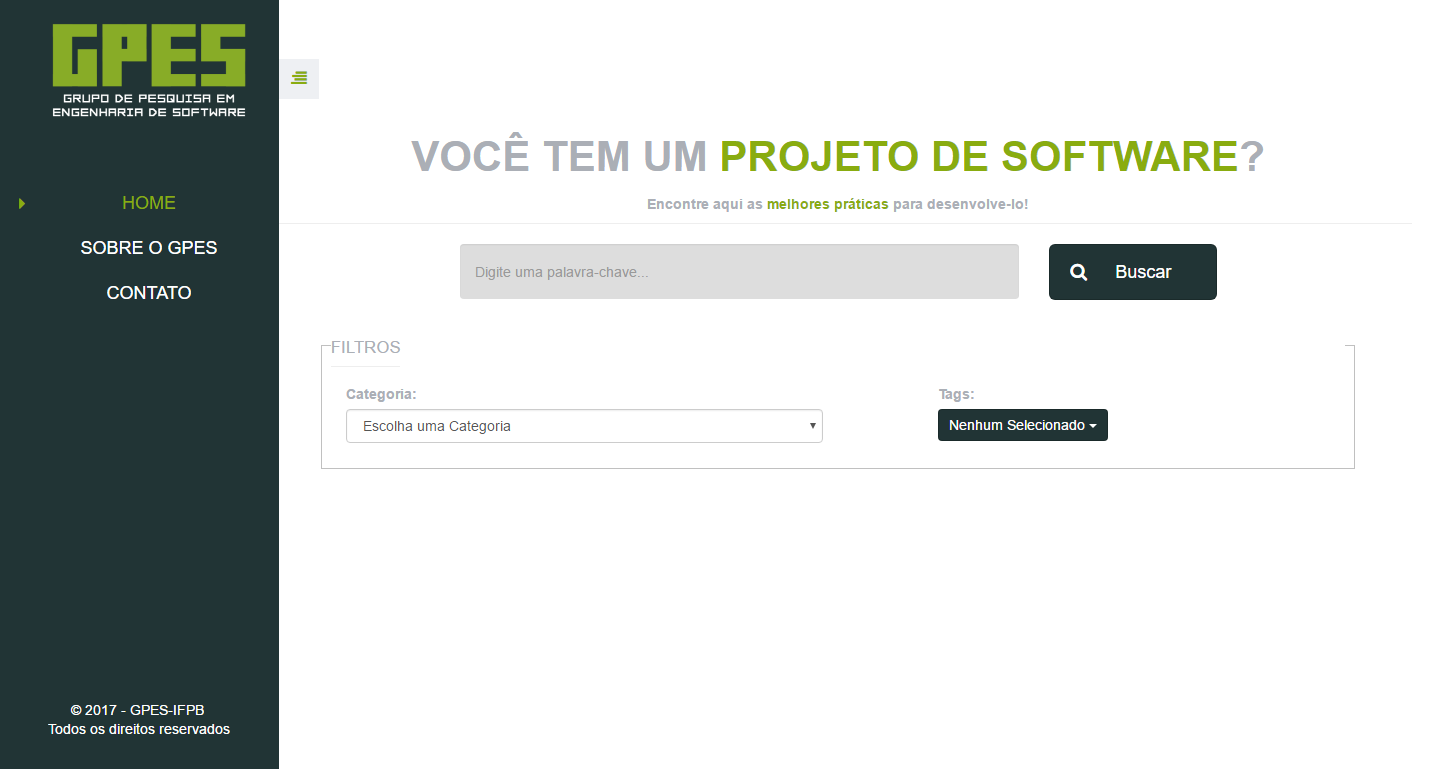 GPES
GRUPO DE PESQUISA EM
ENGENHARIA DE SOFTWARE
HOME
SOBRE O GPES
CONTATO
© 2017 - GPES-IFPB
Todos os direitos reservados
VOCÊ TEM UM PROJETO DE SOFTWARE?
Encontre aqui as melhores práticas para desenvolve-lo!
Digite uma palavra-chave...
Buscar
FILTROS
Categoria:
Escolha uma Categoria
Tags:
Nenhum Selecionado